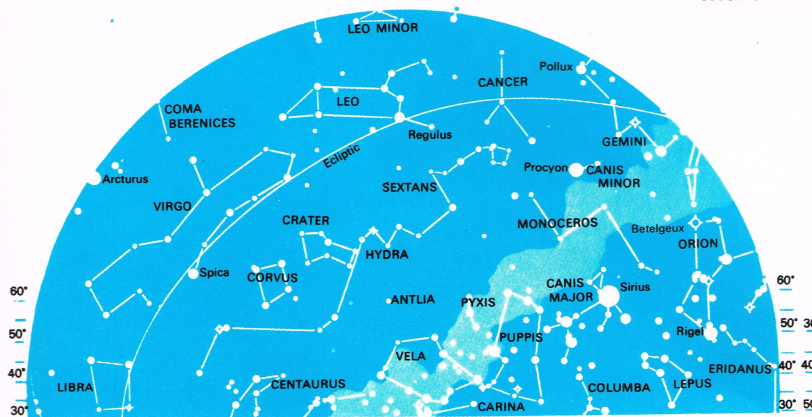 LEO MINOR
Pollux
CANCER
LEO
COMA
BERENICES
Regulus
GEMINI
Ecliptic
Arcturus
Procyon
CANIS
MINOR
SEXTANS
VIRGO
CRATER
MONOCEROS
Betelgeux
ORION
HYDRA
Spica
CORVUS
CANIS
MAJOR
Sirius
60°
60°
ANTLIA
PYXIS
50°
PUPPIS
Rigel
50°
VELA
40°
ERIDANUS
40°
LIBRA
CENTAURUS
COLUMBA
LEPUS
30°
CARINA
30°